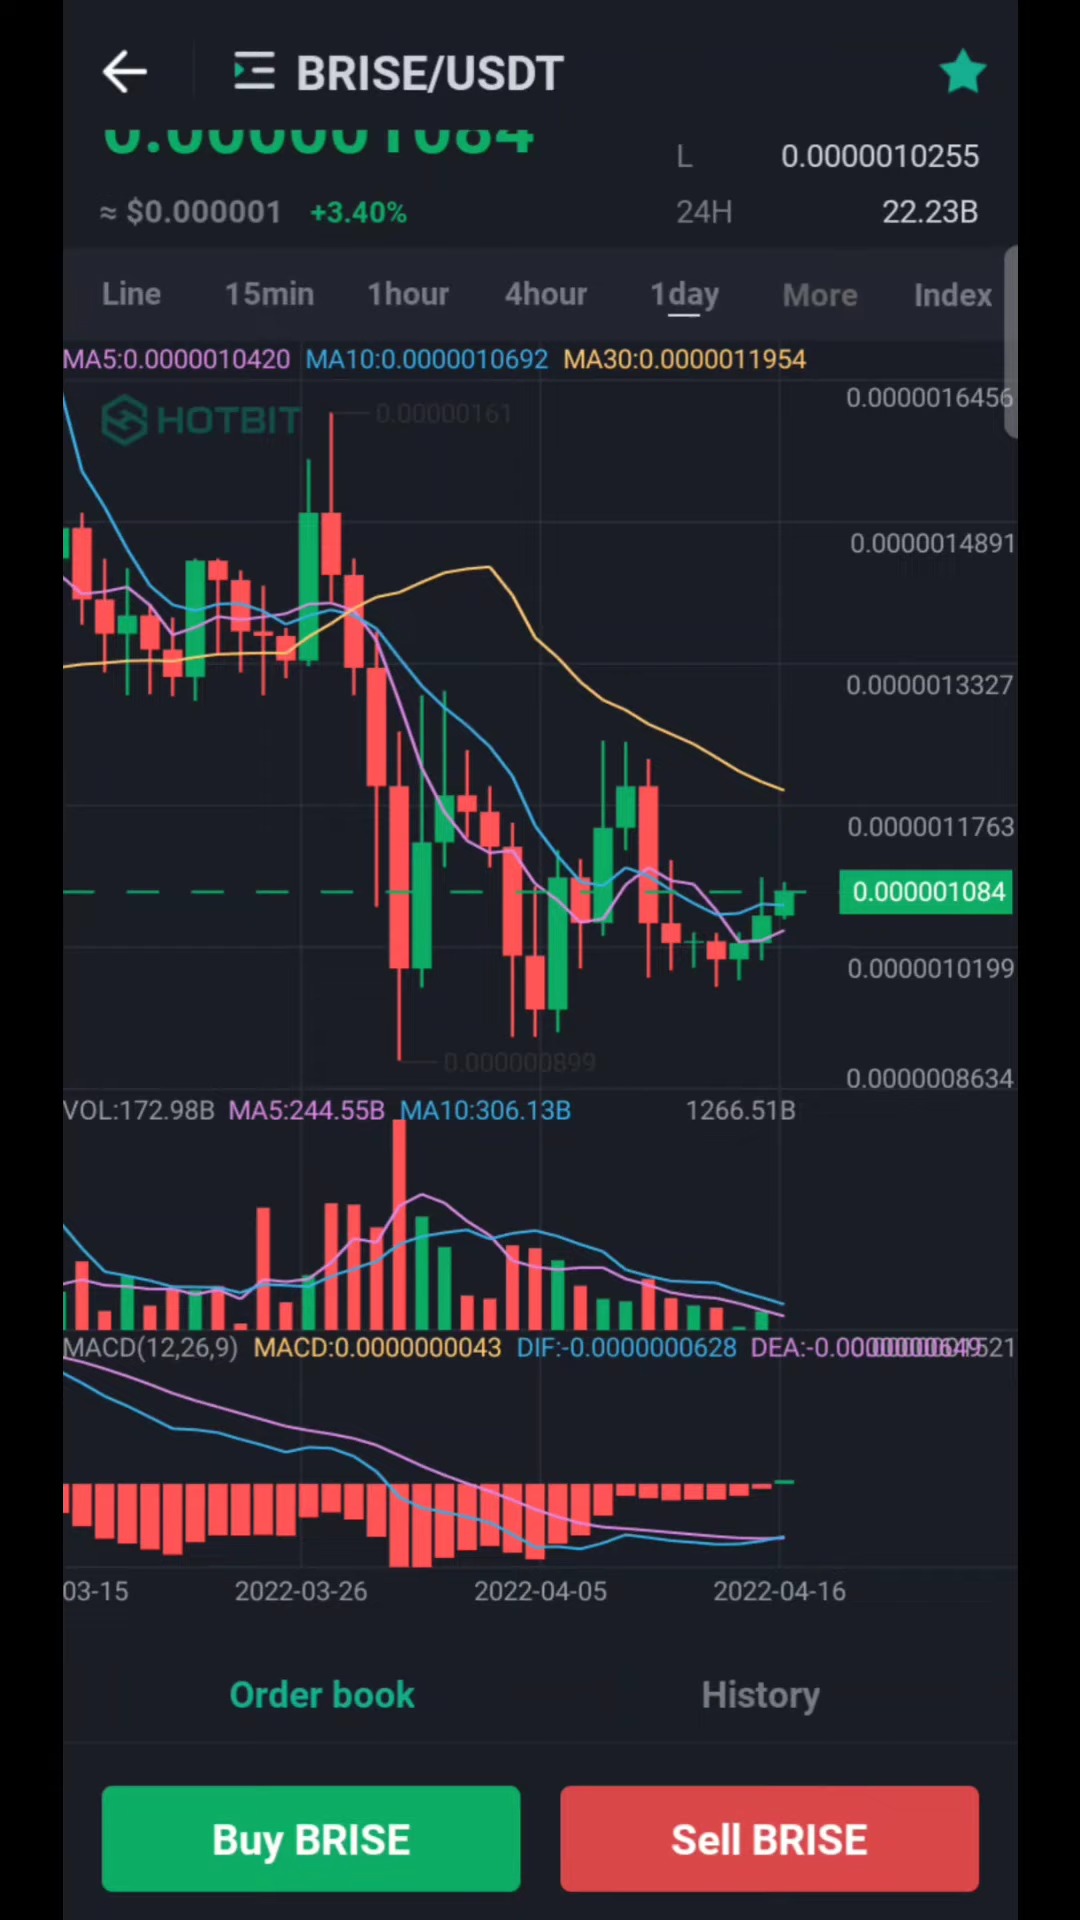 BRISE/USDT
0.000001084
L 0.0000010255
≈ $0.000001 +3.40% 24H 22.23B
Line 15min 1hour 4hour 1day More Index
MA5:0.0000010420 MA10:0.0000010692 MA30:0.0000011954
0.0000016456
HOTBIT 0.00000161
0.0000014891
0.0000013327
0.0000011763
0.000001084
0.0000010199
0.000000899
0.0000008634
VOL:172.98B MA5:244.55B MA10:306.13B 1266.51B
MACD(12,26,9) MACD:0.0000000043 DIF:-0.0000000628
03-15 2022-03-26 2022-04-05 2022-04-16
Order book History
Buy BRISE Sell BRISE